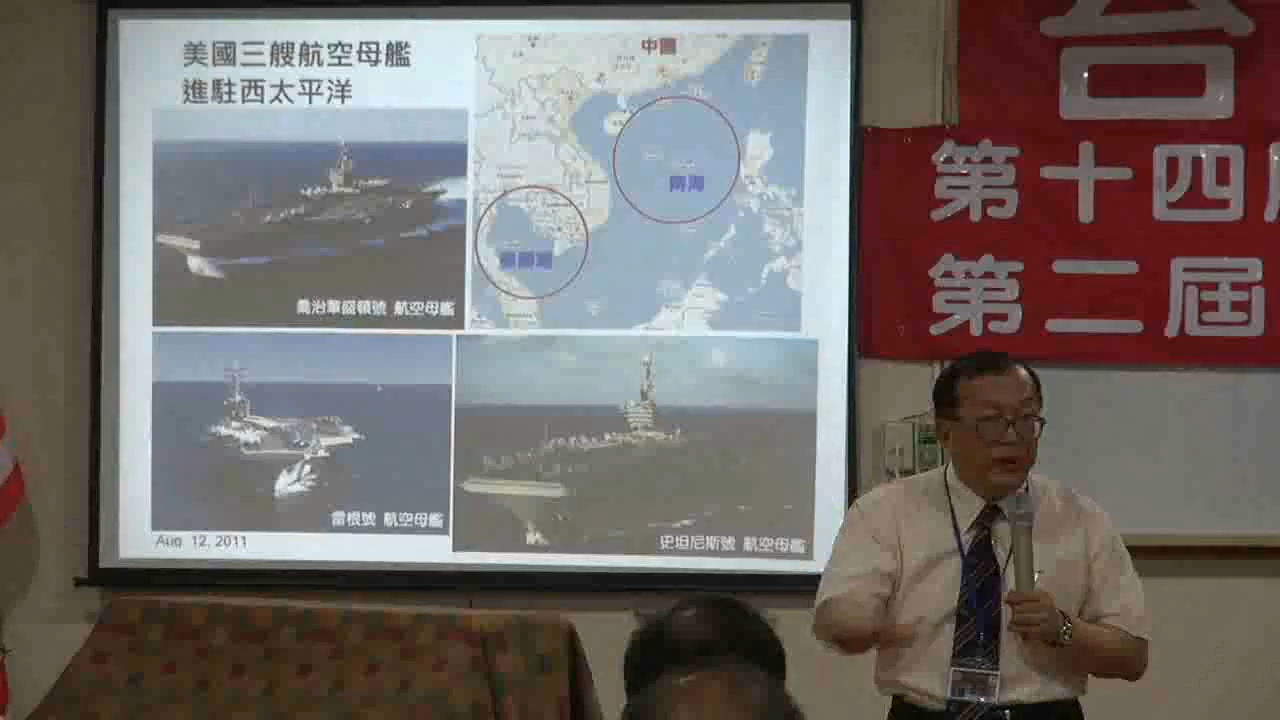 美國三艘航空母艦
進駐西太平洋
中國
南海
喬治華盛頓號 航空母艦
雷根號 航空母艦
史坦尼斯號 航空母艦
Aug 12, 2011
台
第十四
第二屆